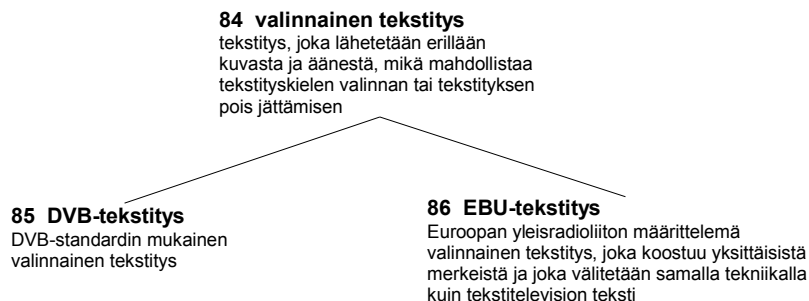 84 valinnainen tekstitys
tekstitys, joka lähetetään erillään
kuvasta ja äänestä, mikä mahdollistaa
tekstityskielen valinnan tai tekstityksen
pois jättämisen
85 DVB-tekstitys
DVB-standardin mukainen
valinnainen tekstitys
86 EBU-tekstitys
Euroopan yleisradioliiton määrittelemä
valinnainen tekstitys, joka koostuu yksittäisistä
merkeistä ja joka välitetään samalla tekniikalla
kuin tekstitelevision teksti